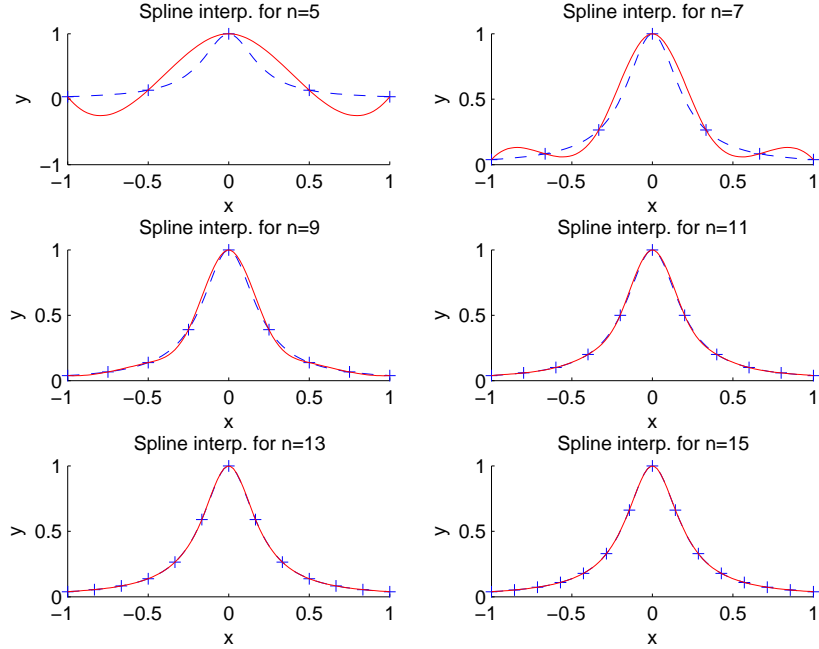 Spline interp. for n=5
1
0
−1
−1
−0.5
0
0.5
1
x
y
Spline interp. for n=7
1
0.5
0
−1
−0.5
0
0.5
1
x
y
Spline interp. for n=9
1
0.5
0
−1
−0.5
0
0.5
1
x
y
Spline interp. for n=11
1
0.5
0
−1
−0.5
0
0.5
1
x
y
Spline interp. for n=13
1
0.5
0
−1
−0.5
0
0.5
1
x
y
Spline interp. for n=15
1
0.5
0
−1
−0.5
0
0.5
1
x
y